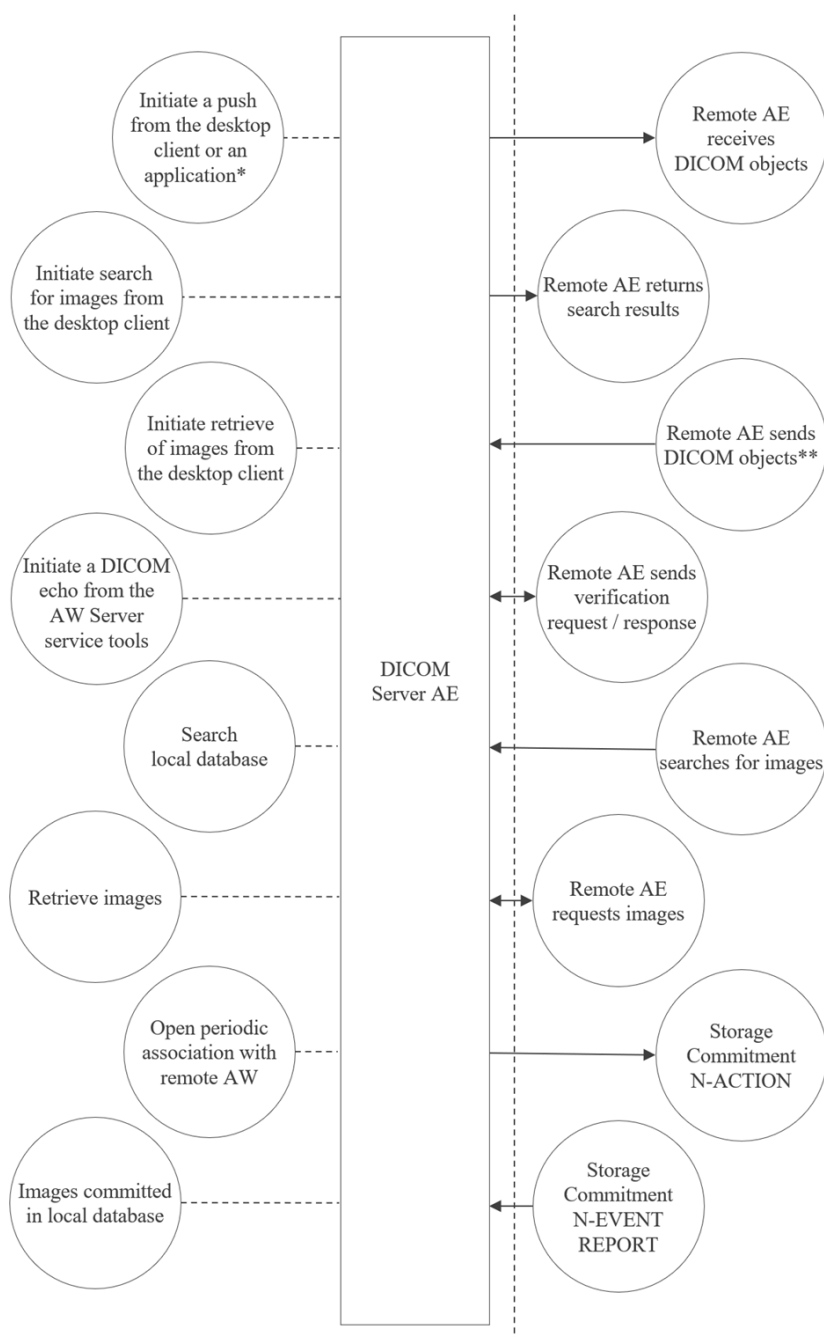 Initiate a push
from the desktop
client or an
application*
Remote AE
receives
DICOM objects
Initiate search
for images from
the desktop client
Remote AE returns
search results
Initiate retrieve
of images from
the desktop client
Remote AE sends
DICOM objects**
Initiate a DICOM
echo from the
AW Server
service tools
Remote AE sends
verification
request / response
DICOM
Server AE
Search
local database
Remote AE
searches for images
Retrieve images
Remote AE
requests images
Open periodic
association with
remote AW
Storage
Commitment
N-ACTION
Images committed
in local database
Storage
Commitment
N-EVENT
REPORT